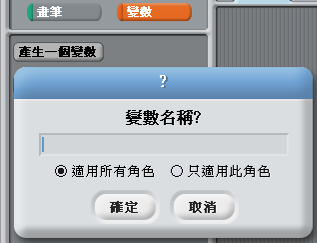 畫筆 變數
產生一個變數
?
變數名稱?
適用所有角色 只適用此角色
確定 取消